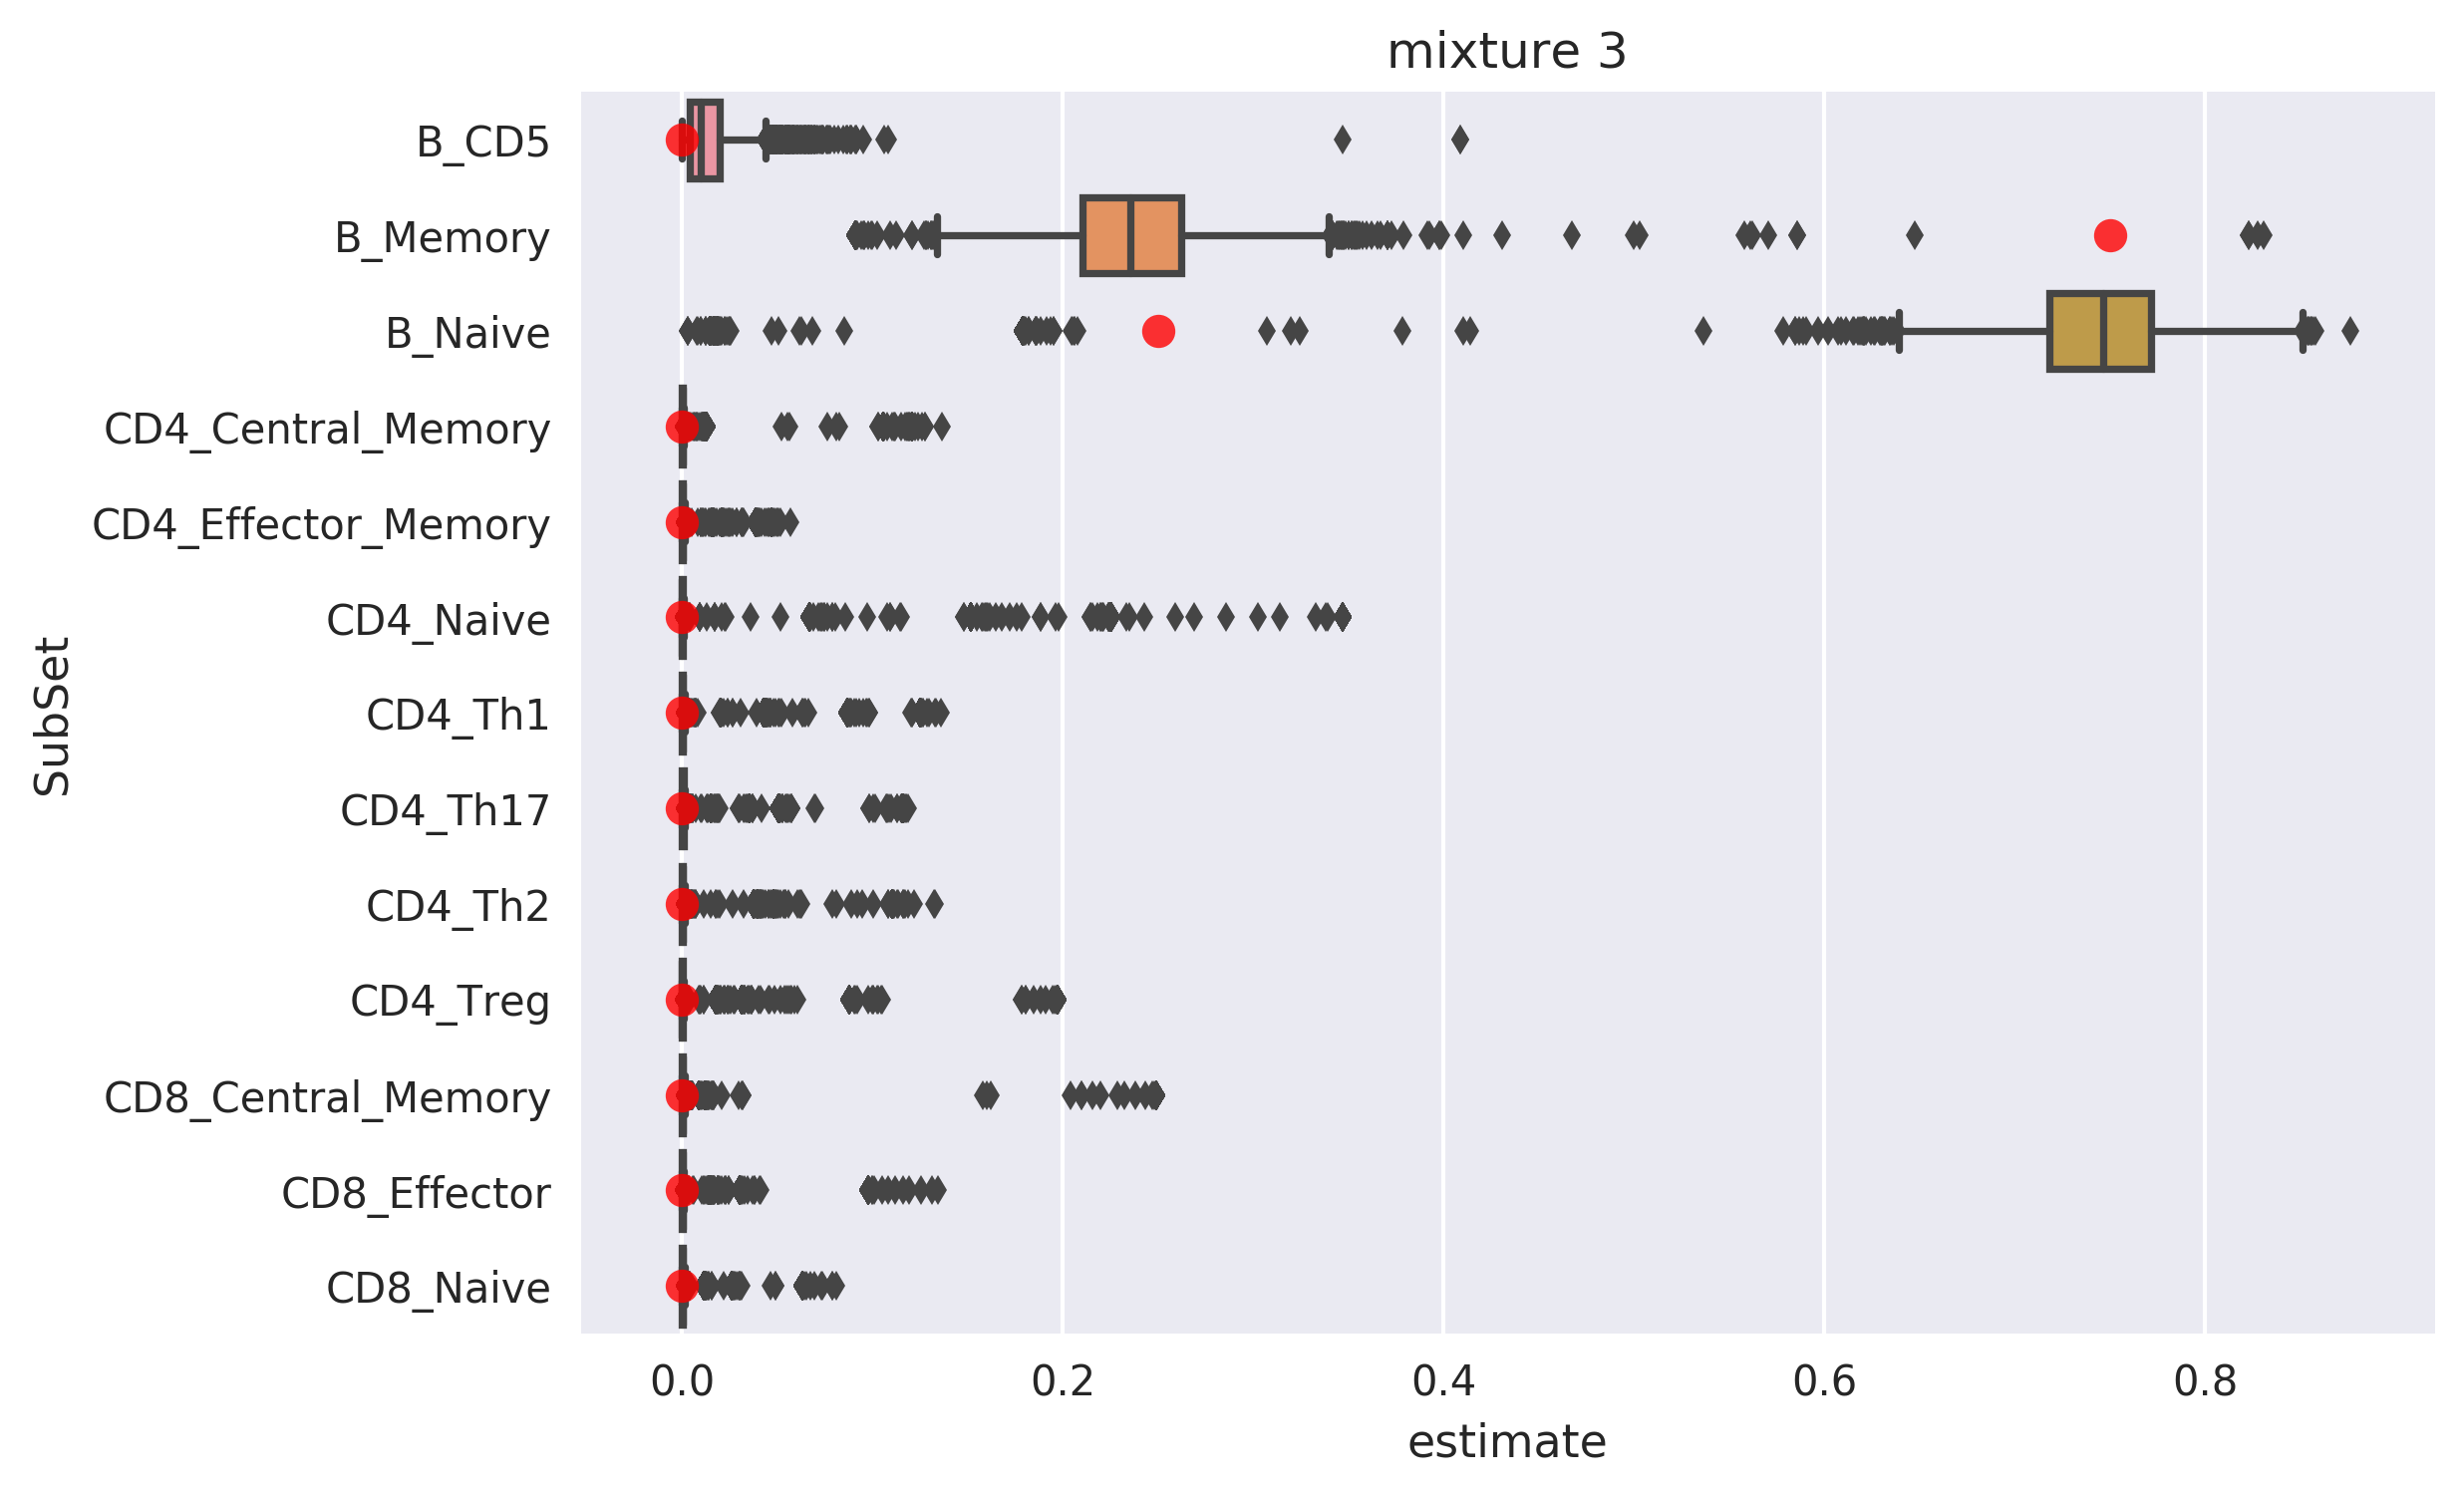 mixture 3
B_CD5
B_Memory
B_Naive
CD4_Central_Memory
CD4_Effector_Memory
CD4_Naive
CD4_Th1
CD4_Th17
CD4_Th2
CD4_Treg
CD8_Central_Memory
CD8_Effector
CD8_Naive
SubSet
0.0 0.2 0.4 0.6 0.8
estimate